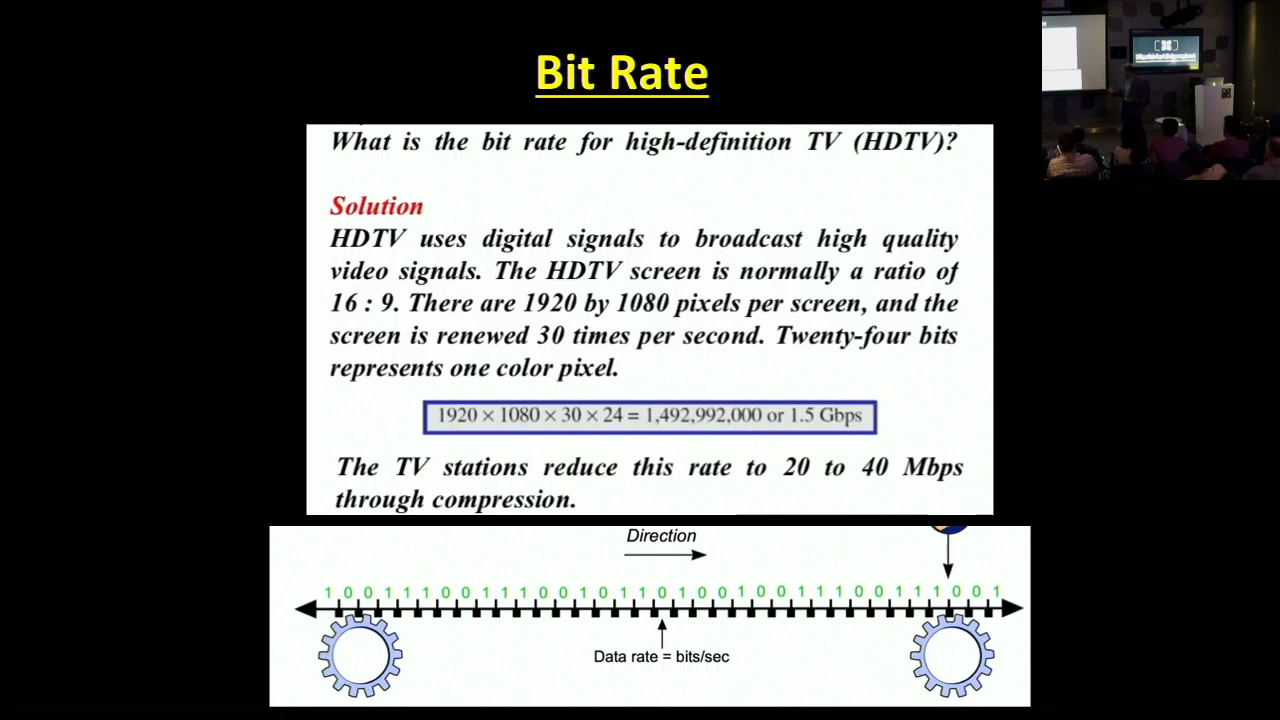 Bit Rate
What is the bit rate for high-definition TV (HDTV)?
Solution
HDTV uses digital signals to broadcast high quality
video signals. The HDTV screen is normally a ratio of
16 : 9. There are 1920 by 1080 pixels per screen, and the
screen is renewed 30 times per second. Twenty-four bits
represents one color pixel.
1920 × 1080 × 30 × 24 = 1,492,992,000 or 1.5 Gbps
The TV stations reduce this rate to 20 to 40 Mbps
through compression.
Direction
1 0 0 1 1 1 0 0 1 1 1 0 0 1 0 1 1 0 1 0 0 1 0 0 1 1 1 0 0 1 1 1 0 0 1
Data rate = bits/sec